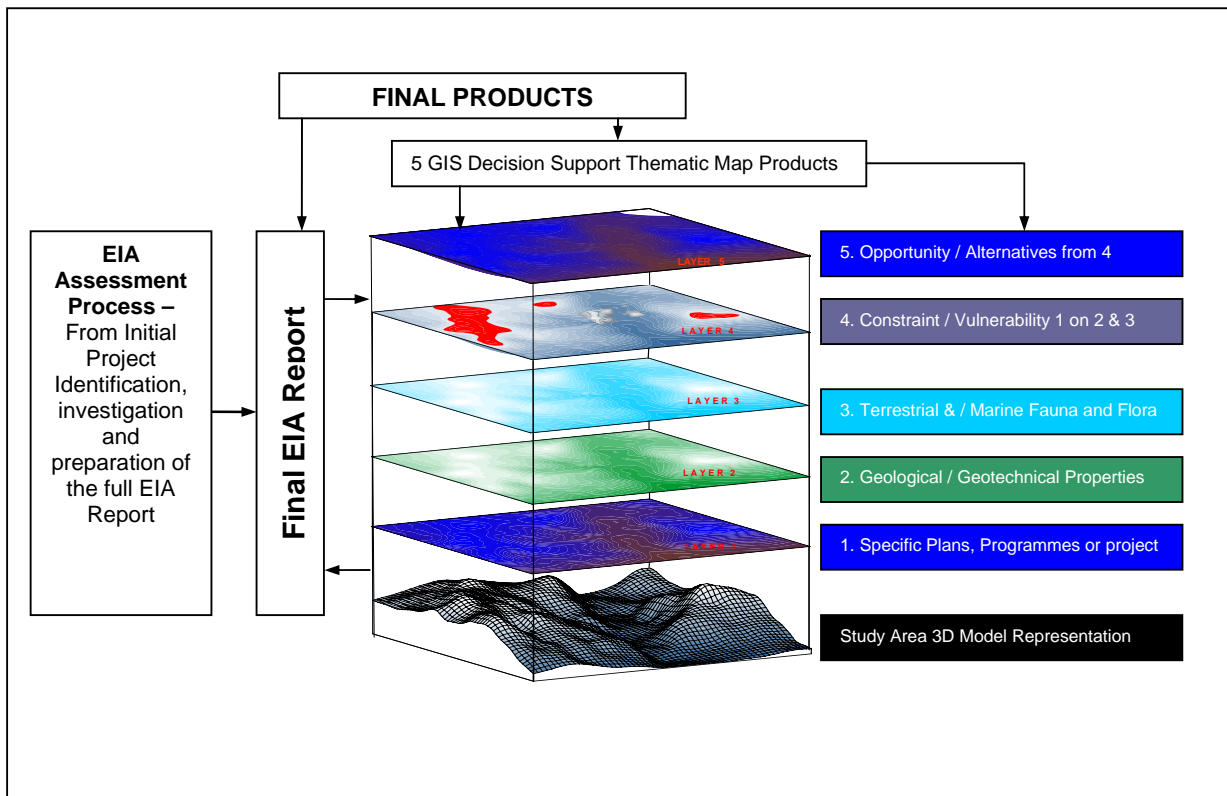 FINAL PRODUCTS
5 GIS Decision Support Thematic Map Products
EIA
Assessment
Process –
From Initial
Project
Identification,
investigation
and
preparation of
the full EIA
Report
Final EIA Report
LAYER 5
LAYER 4
LAYER 3
LAYER 2
LAYER 1
5. Opportunity / Alternatives from 4
4. Constraint / Vulnerability 1 on 2 & 3
3. Terrestrial & / Marine Fauna and Flora
2. Geological / Geotechnical Properties
1. Specific Plans, Programmes or project
Study Area 3D Model Representation